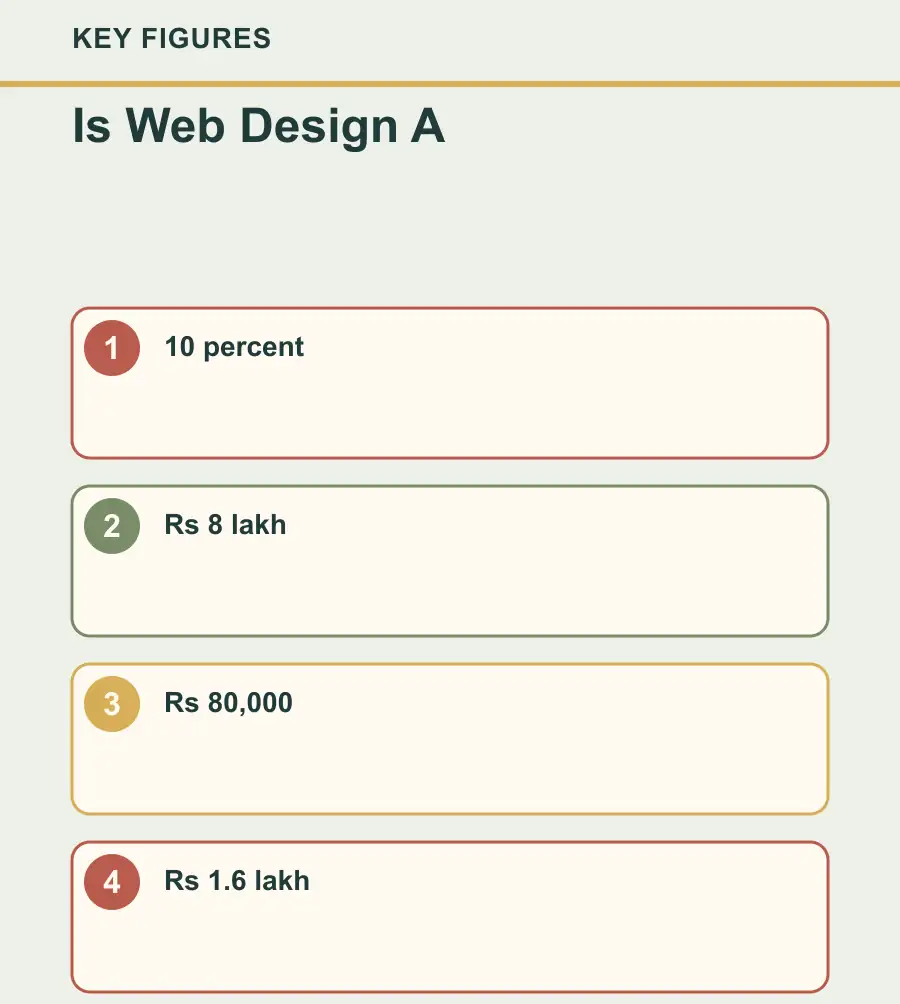 KEY FIGURES
Is Web Design A
1 10 percent
2 Rs 8 lakh
3 Rs 80,000
4 Rs 1.6 lakh